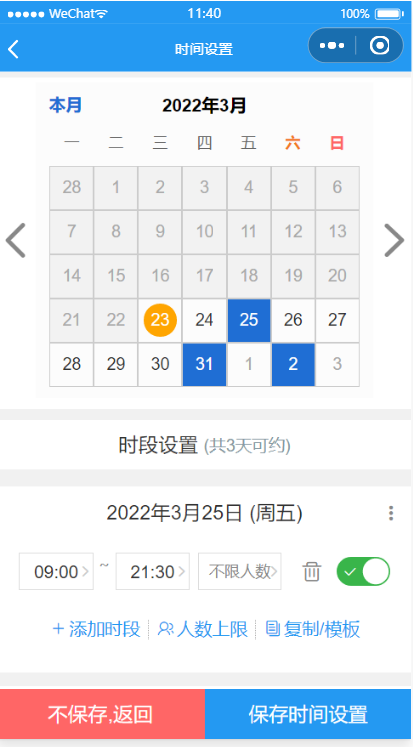 WeChat 11:40 100%
时间设置
本月 2022年3月
一 二 三 四 五 六 日
28 1 2 3 4 5 6
7 8 9 10 11 12 13
14 15 16 17 18 19 20
21 22 23 24 25 26 27
28 29 30 31 1 2 3
时段设置 (共3天可约)
2022年3月25日 (周五)
09:00 ~ 21:30 不限人数
+ 添加时段 人数上限 复制/模板
不保存,返回 保存时间设置